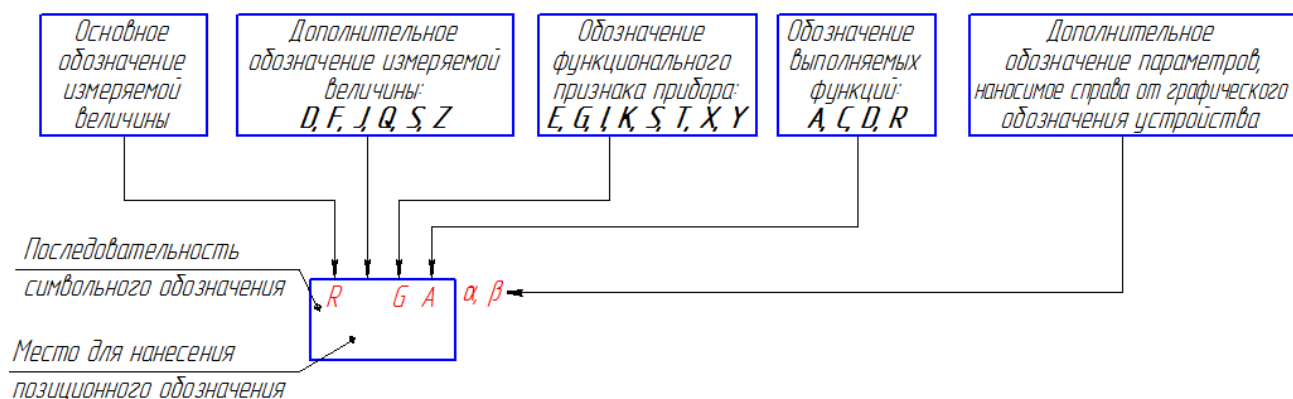 Основное
обозначение
измеряемой
величины
Дополнительное
обозначение измеряемой
величины:
D, F, J, Q, S, Z
Обозначение
функционального
признака прибора:
E, G, I, K, S, T, X, Y
Обозначение
выполняемых
функций:
A, C, D, R
Дополнительное
обозначение параметров,
наносимое справа от графического
обозначения устройства
Последовательность
символьного обозначения
R G A α, β
Место для нанесения
позиционного обозначения